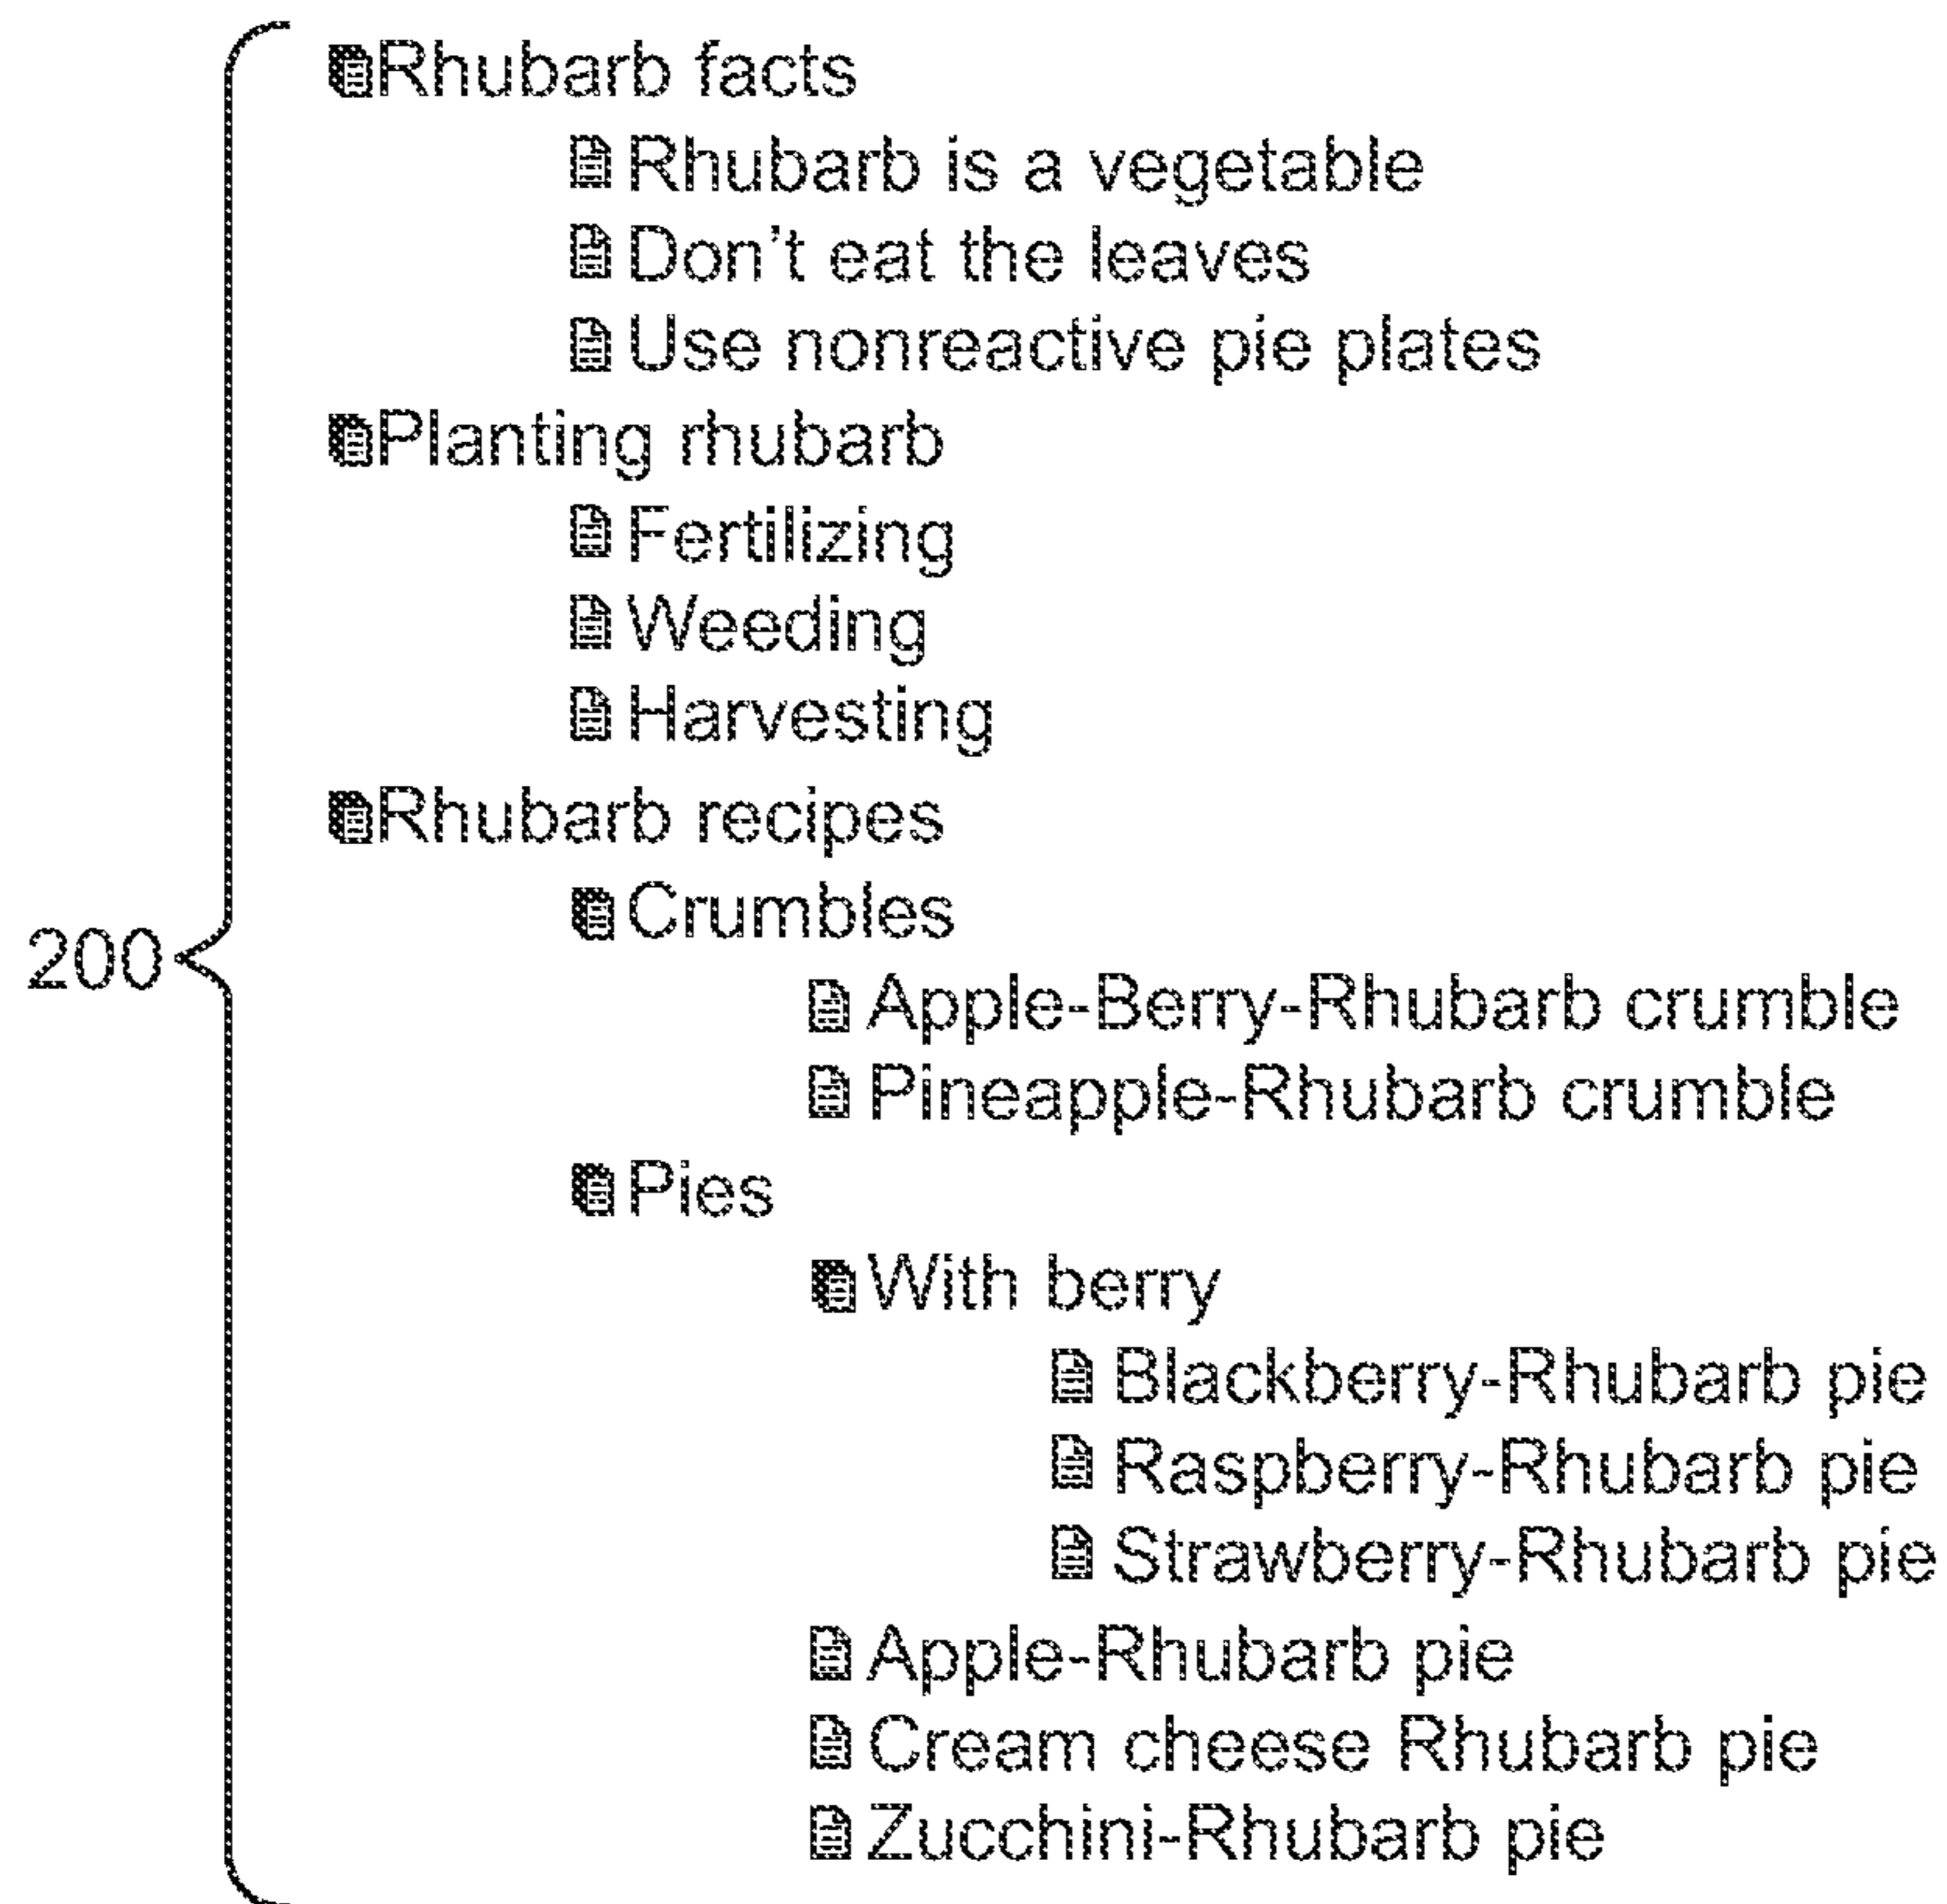 Rhubarb facts
Rhubarb is a vegetable
Don't eat the leaves
Use nonreactive pie plates
Planting rhubarb
Fertilizing
Weeding
Harvesting
Rhubarb recipes
Crumbles
200
Apple-Berry-Rhubarb crumble
Pineapple-Rhubarb crumble
Pies
With berry
Blackberry-Rhubarb pie
Raspberry-Rhubarb pie
Strawberry-Rhubarb pie
Apple-Rhubarb pie
Cream cheese Rhubarb pie
Zucchini-Rhubarb pie